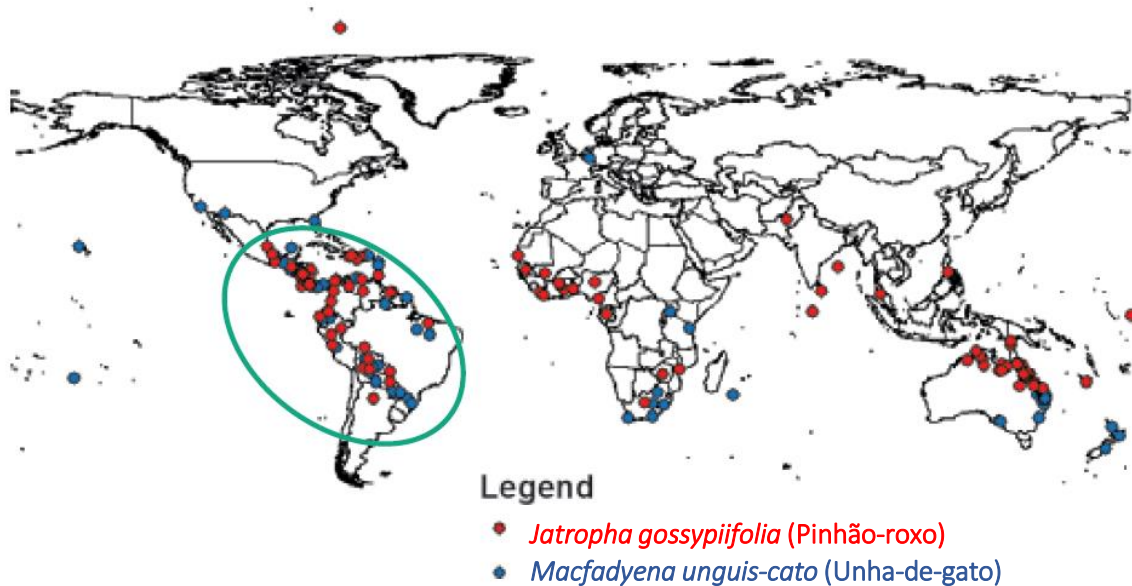 Legend
Jatropha gossypiifolia (Pinhão-roxo)
Macfadyena unguis-cato (Unha-de-gato)